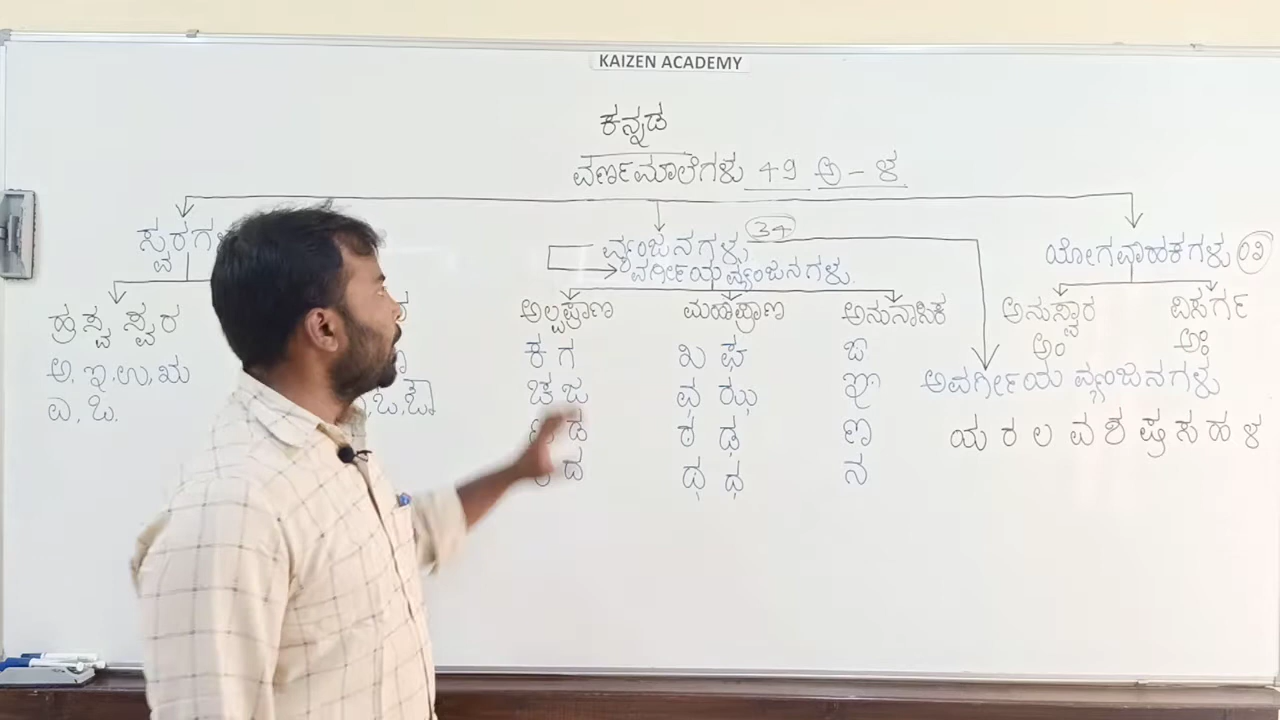 KAIZEN ACADEMY
ಕನ್ನಡ
ವರ್ಣಮಾಲೆಗಳು 49 ಅ - ಳ
ವ್ಯಂಜನಗಳು 34
ಯೋಗವಾಹಕಗಳು 02
ವರ್ಗೀಯ ವ್ಯಂಜನಗಳು
ಹ್ರಸ್ವ ಸ್ವರ
ಅಲ್ಪಪ್ರಾಣ ಮಹಾಪ್ರಾಣ ಅನುನಾಸಿಕ
ಅನುಸ್ವಾರ ವಿಸರ್ಗ
ಅಂ ಅಃ
ಅ, ಇ, ಉ, ಋ
ಎ, ಒ.
ಕ ಗ ಖ ಘ ಙ
ಅವರ್ಗೀಯ ವ್ಯಂಜನಗಳು
ಚ ಜ ಝ ಞ
ಡ ಠ ಢ ಣ
ಯ ರ ಲ ವ ಶ ಷ ಸ ಹ ಳ
ದ ಧ ನ